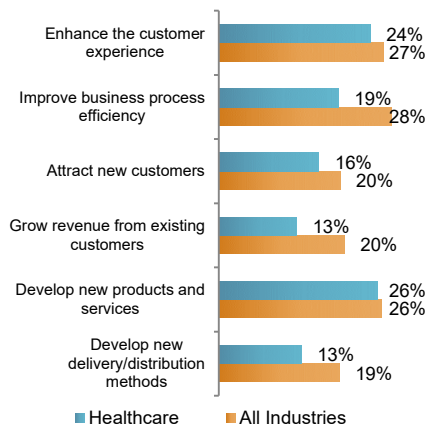 Enhance the customer
experience
24%
27%
Improve business process
efficiency
19%
28%
Attract new customers
16%
20%
Grow revenue from existing
customers
13%
20%
Develop new products and
services
26%
26%
Develop new
delivery/distribution
methods
13%
19%
Healthcare
All Industries